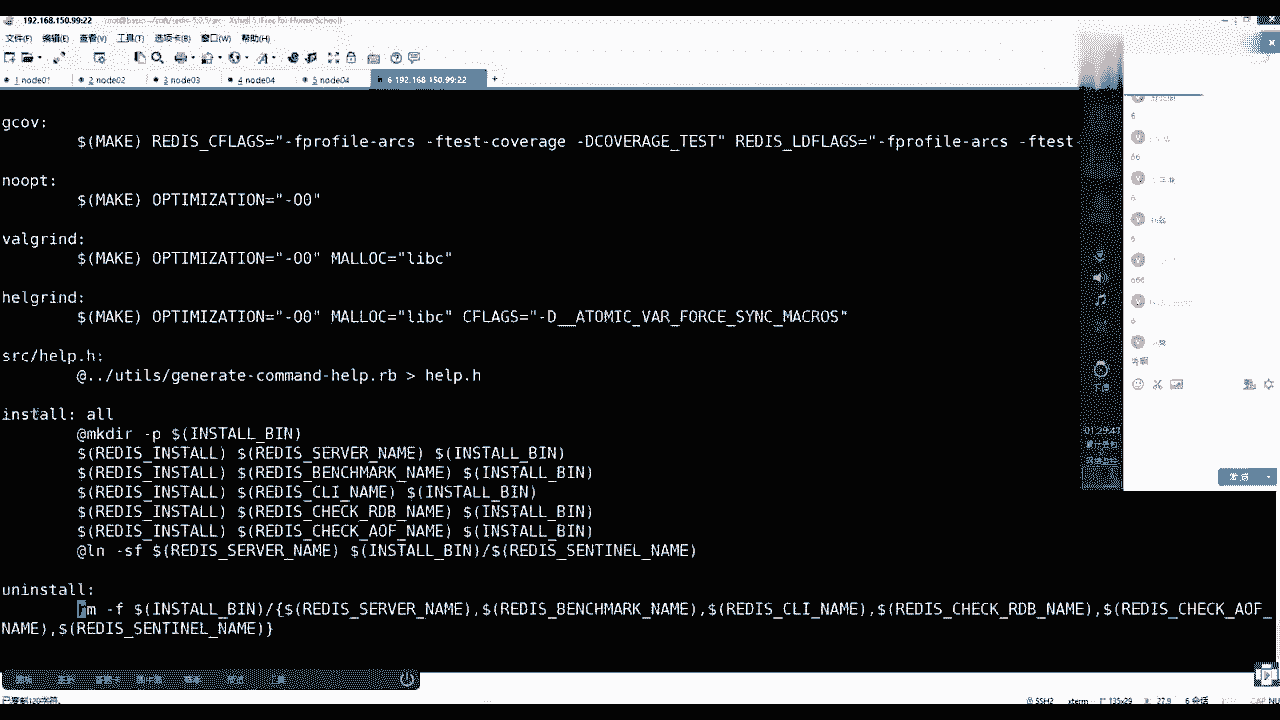 192.168.150.99:22
文件(F) 编辑(E) 查看(V) 工具(T) 选项卡(B) 窗口(W) 帮助(H)
1 node01 2 node02 3 node03 4 node04 5 node04 6 192.168.150.99:22 +
gcov:
$(MAKE) REDIS_CFLAGS="-fprofile-arcs -ftest-coverage -DCOVERAGE_TEST" REDIS_LDFLAGS="-fprofile-arcs -ftest-
noopt:
$(MAKE) OPTIMIZATION="-O0"
valgrind:
$(MAKE) OPTIMIZATION="-O0" MALLOC="libc"
helgrind:
$(MAKE) OPTIMIZATION="-O0" MALLOC="libc" CFLAGS="-D__ATOMIC_VAR_FORCE_SYNC_MACROS"
src/help.h:
@../utils/generate-command-help.rb > help.h
install: all
@mkdir -p $(INSTALL_BIN)
$(REDIS_INSTALL) $(REDIS_SERVER_NAME) $(INSTALL_BIN)
$(REDIS_INSTALL) $(REDIS_BENCHMARK_NAME) $(INSTALL_BIN)
$(REDIS_INSTALL) $(REDIS_CLI_NAME) $(INSTALL_BIN)
$(REDIS_INSTALL) $(REDIS_CHECK_RDB_NAME) $(INSTALL_BIN)
$(REDIS_INSTALL) $(REDIS_CHECK_AOF_NAME) $(INSTALL_BIN)
@ln -sf $(REDIS_SERVER_NAME) $(INSTALL_BIN)/$(REDIS_SENTINEL_NAME)
uninstall:
rm -f $(INSTALL_BIN)/{$(REDIS_SERVER_NAME),$(REDIS_BENCHMARK_NAME),$(REDIS_CLI_NAME),$(REDIS_CHECK_RDB_NAME),$(REDIS_CHECK_AOF_
NAME),$(REDIS_SENTINEL_NAME)}
6
66
6
6
666
6
发送
SSH2 xterm 135x29 27,9 6 会话